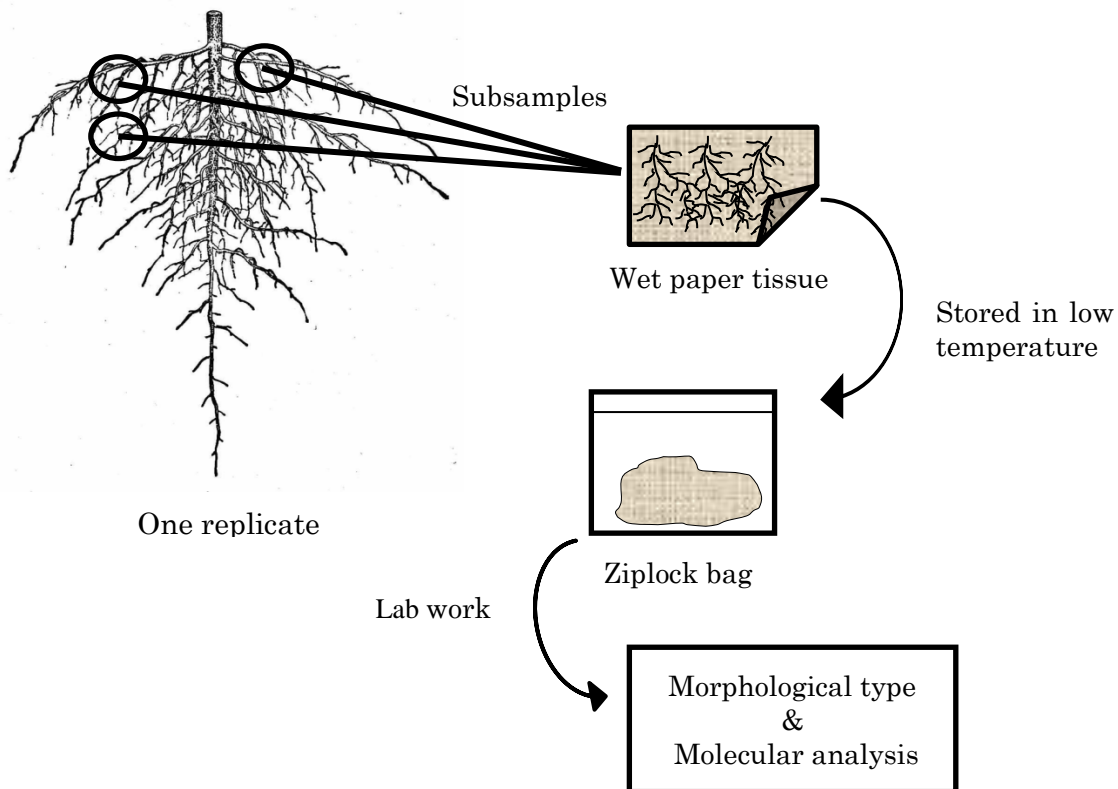 Subsamples
Wet paper tissue
Stored in low
temperature
One replicate
Ziplock bag
Lab work
Morphological type
&
Molecular analysis